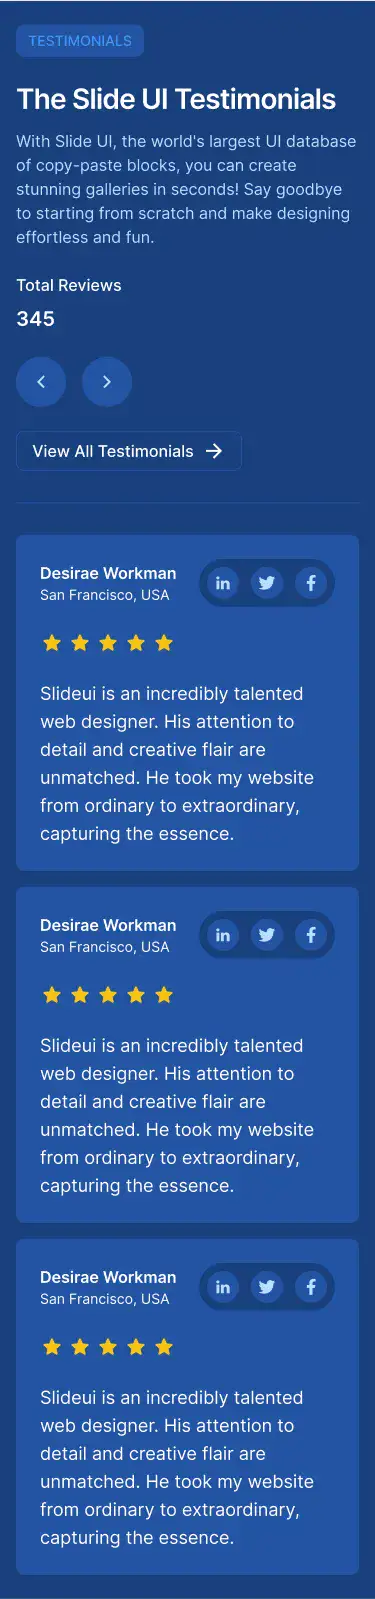 TESTIMONIALS
The Slide UI Testimonials
With Slide UI, the world's largest UI database
of copy-paste blocks, you can create
stunning galleries in seconds! Say goodbye
to starting from scratch and make designing
effortless and fun.
Total Reviews
345
View All Testimonials
Desirae Workman
San Francisco, USA
in
f
Slideui is an incredibly talented
web designer. His attention to
detail and creative flair are
unmatched. He took my website
from ordinary to extraordinary,
capturing the essence.
Desirae Workman
San Francisco, USA
in
f
Slideui is an incredibly talented
web designer. His attention to
detail and creative flair are
unmatched. He took my website
from ordinary to extraordinary,
capturing the essence.
Desirae Workman
San Francisco, USA
in
f
Slideui is an incredibly talented
web designer. His attention to
detail and creative flair are
unmatched. He took my website
from ordinary to extraordinary,
capturing the essence.